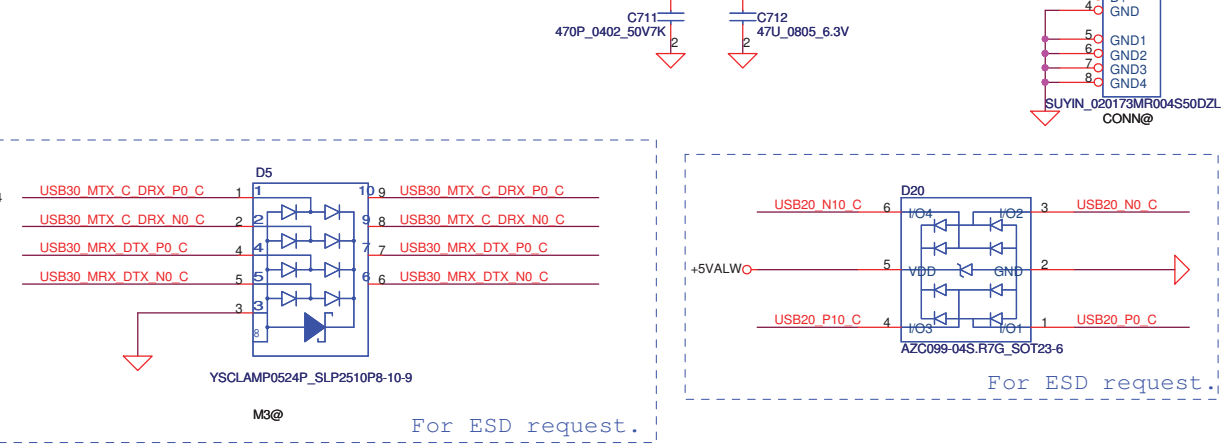 4
GND
C711
C712
470P_0402_50V7K
47U_0805_6.3V
2
2
5
GND1
6
GND2
7
GND3
8
GND4
SUYIN_020173MR004S50DZL
CONN@
D5
USB30_MTX_C_DRX_P0_C 1 1 10 9 USB30_MTX_C_DRX_P0_C
USB30_MTX_C_DRX_N0_C 2 2 9 8 USB30_MTX_C_DRX_N0_C
USB30_MRX_DTX_P0_C 4 4 7 7 USB30_MRX_DTX_P0_C
USB30_MRX_DTX_N0_C 5 5 6 6 USB30_MRX_DTX_N0_C
3 3
8
YSCLAMP0524P_SLP2510P8-10-9
M3@
For ESD request.
D20
USB20_N10_C 6 I/O4 I/O2 3 USB20_N0_C
+5VALW 5 VDD GND 2
USB20_P10_C 4 I/O3 I/O1 1 USB20_P0_C
AZC099-04S.R7G_SOT23-6
For ESD request.